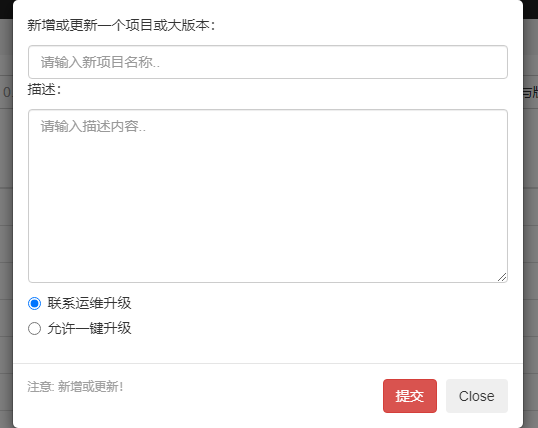 新增或更新一个项目或大版本：
请输入新项目名称..
描述：
请输入描述内容..
联系运维升级
允许一键升级
注意: 新增或更新!
提交
Close